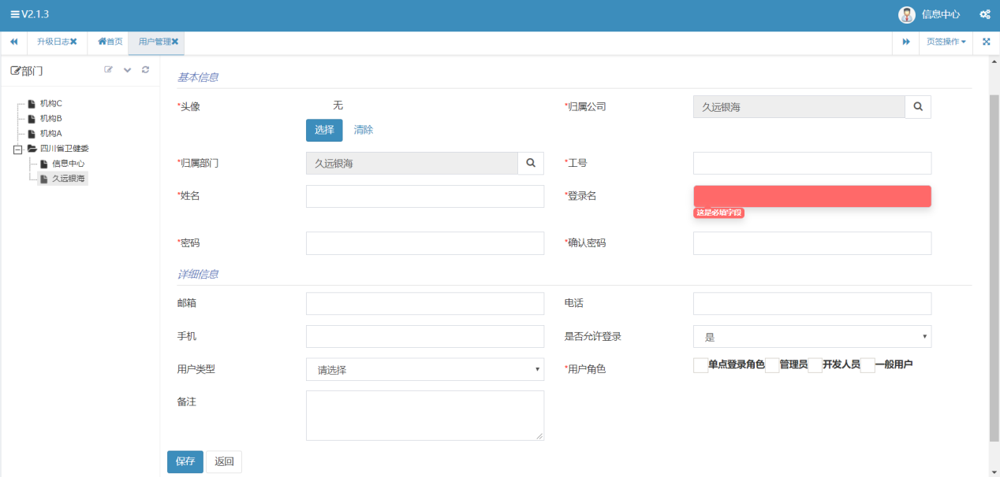 V2.1.3
信息中心
升级日志
首页
用户管理
页签操作
部门
机构C
机构B
机构A
四川省卫健委
信息中心
久远银海
基本信息
*头像
无
选择
清除
*归属公司
久远银海
*归属部门
久远银海
*工号
*姓名
*登录名
这是必填字段
*密码
*确认密码
详细信息
邮箱
电话
手机
是否允许登录
是
用户类型
请选择
*用户角色
单点登录角色 管理员 开发人员 一般用户
备注
保存
返回